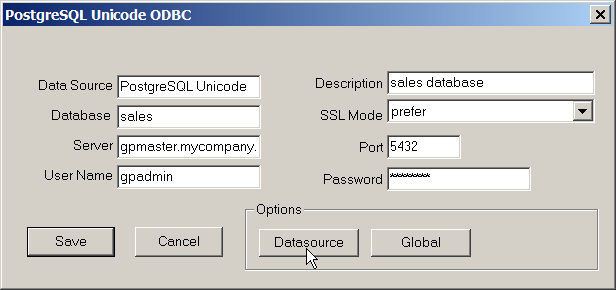 PostgreSQL Unicode ODBC
Data Source PostgreSQL Unicode
Description sales database
Database sales
SSL Mode prefer
Server gpmaster.mycompany.
Port 5432
User Name gpadmin
Password *********
Options
Save Cancel Datasource Global